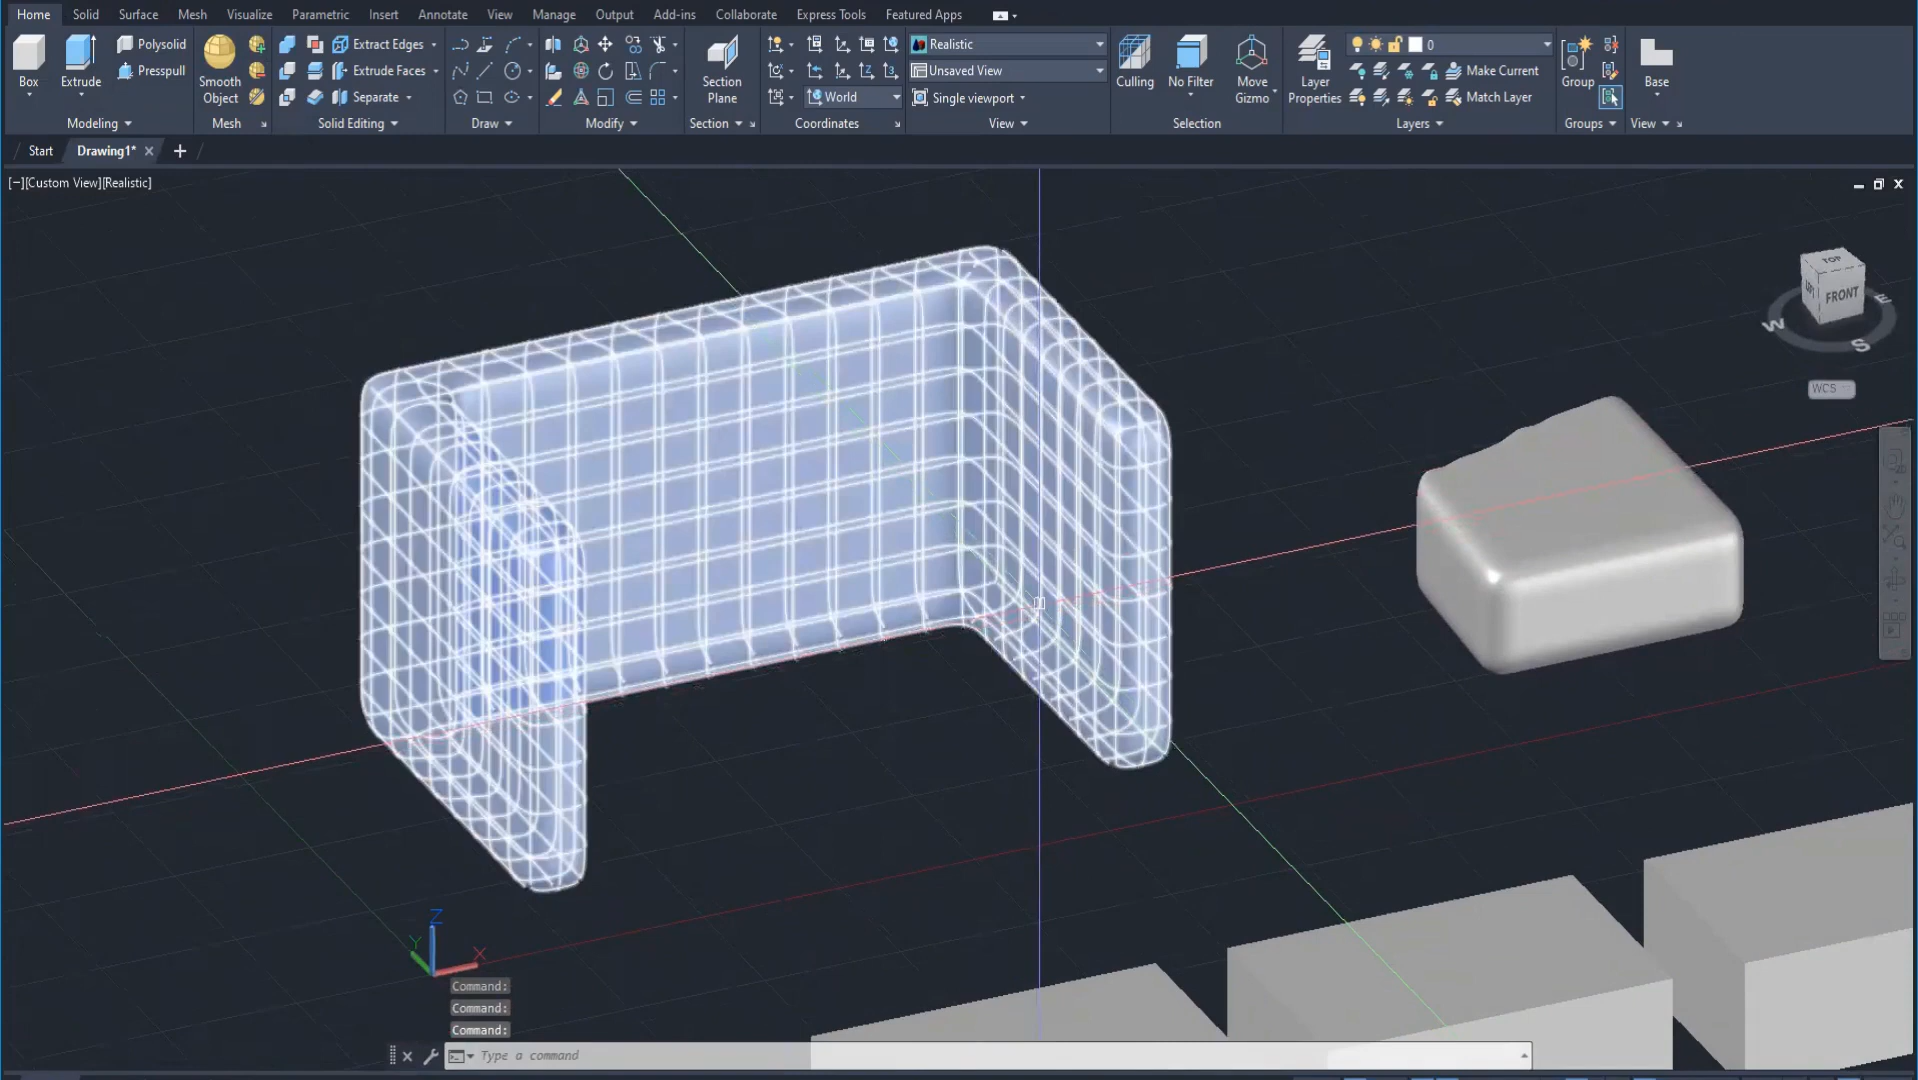 Home Solid Surface Mesh Visualize Parametric Insert Annotate View Manage Output Add-ins Collaborate Express Tools Featured Apps
Box
Extrude
Polysolid
Presspull
Modeling
Smooth
Object
Mesh
Extract Edges
Extrude Faces
Separate
Solid Editing
Draw
Modify
Section
Plane
Section
World
Coordinates
Realistic
Unsaved View
Single viewport
View
Culling
No Filter
Move
Gizmo
Selection
Layer
Properties
0
Make Current
Match Layer
Layers
Group
Groups
Base
View
Start
Drawing1*
[−][Custom View][Realistic]
TOP
FRONT
W
S
E
WCS
Z
Y
X
Command:
Command:
Command:
Type a command